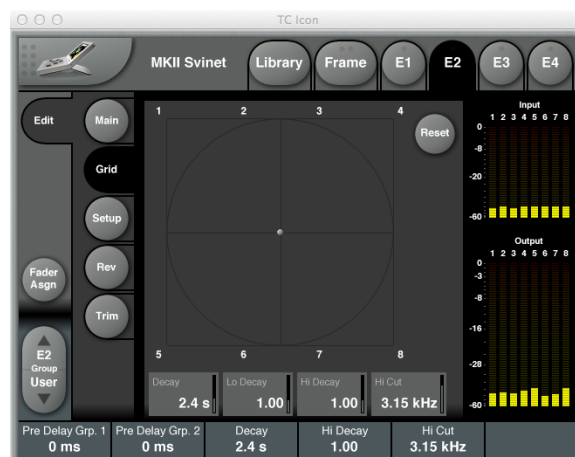 TC Icon
MKII Svinet
Library
Frame
E1
E2
E3
E4
Edit
Main
Grid
Setup
Rev
Trim
Fader
Asgn
E2
Group
User
1 2 3 4
Reset
5 6 7 8
Decay
2.4 s
Lo Decay
1.00
Hi Decay
1.00
Hi Cut
3.15 kHz
Input
1 2 3 4 5 6 7 8
0
-8
-20
-60
Output
1 2 3 4 5 6 7 8
0
-3
-8
-16
-28
-60
Pre Delay Grp. 1
0 ms
Pre Delay Grp. 2
0 ms
Decay
2.4 s
Hi Decay
1.00
Hi Cut
3.15 kHz